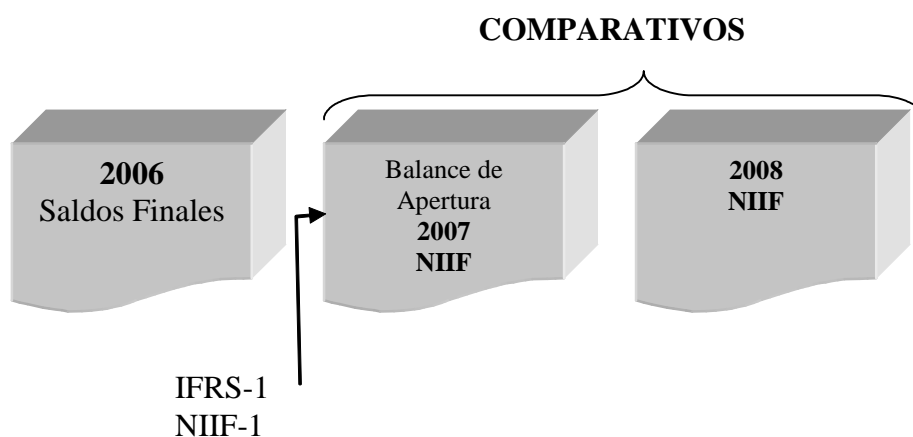 COMPARATIVOS
2006
Saldos Finales
Balance de
Apertura
2007
NIIF
2008
NIIF
IFRS-1
NIIF-1